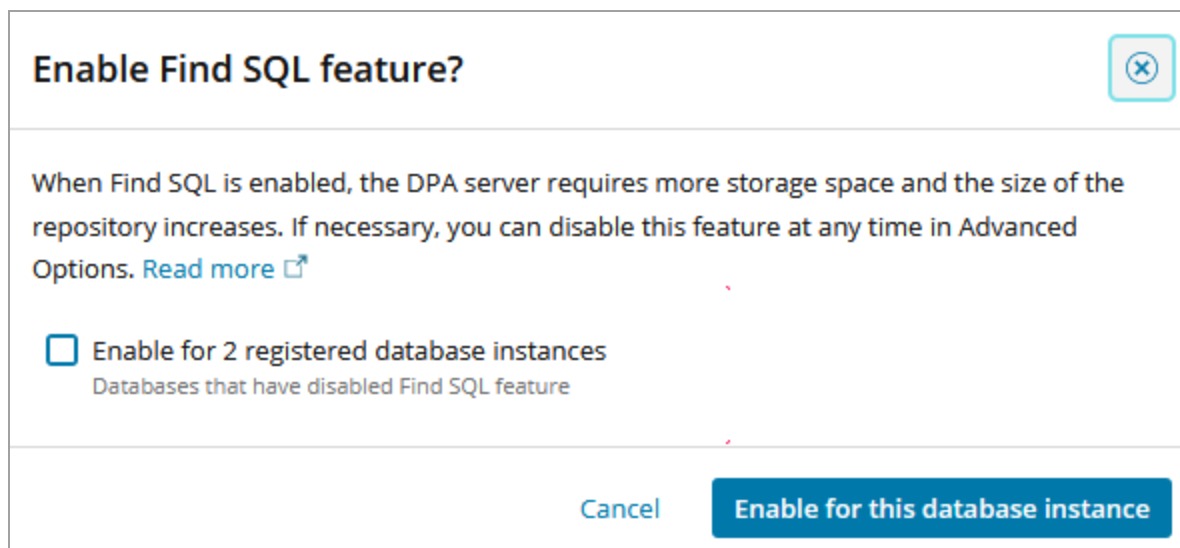 Enable Find SQL feature?
When Find SQL is enabled, the DPA server requires more storage space and the size of the
repository increases. If necessary, you can disable this feature at any time in Advanced
Options. Read more
Enable for 2 registered database instances
Databases that have disabled Find SQL feature
Cancel
Enable for this database instance